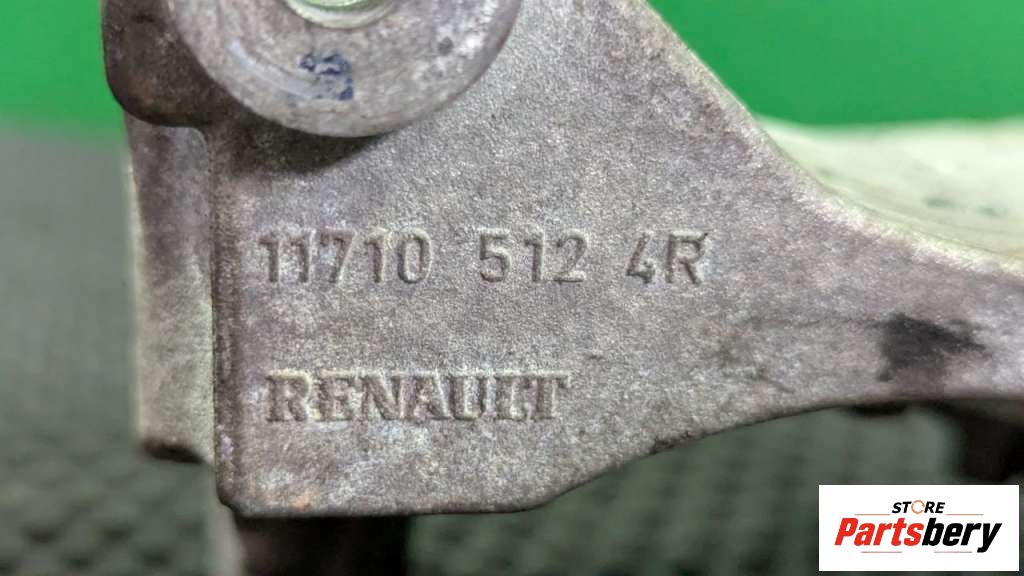 11710 512 4R
RENAULT
STORE
Partsbery